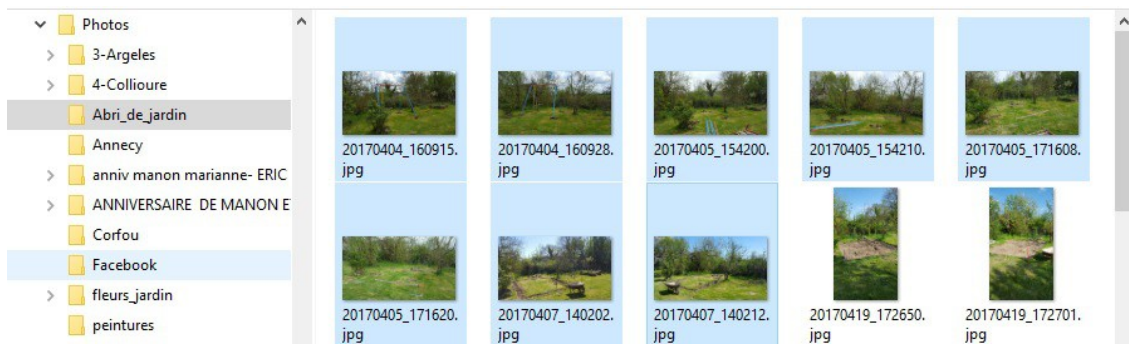 Photos
3-Argeles
4-Collioure
Abri_de_jardin
Annecy
anniv manon marianne- ERIC
ANNIVERSAIRE DE MANON E
Corfou
Facebook
fleurs_jardin
peintures
20170404_160915.
jpg
20170404_160928.
jpg
20170405_154200.
jpg
20170405_154210.
jpg
20170405_171608.
jpg
20170405_171620.
jpg
20170407_140202.
jpg
20170407_140212.
jpg
20170419_172650.
jpg
20170419_172701.
jpg